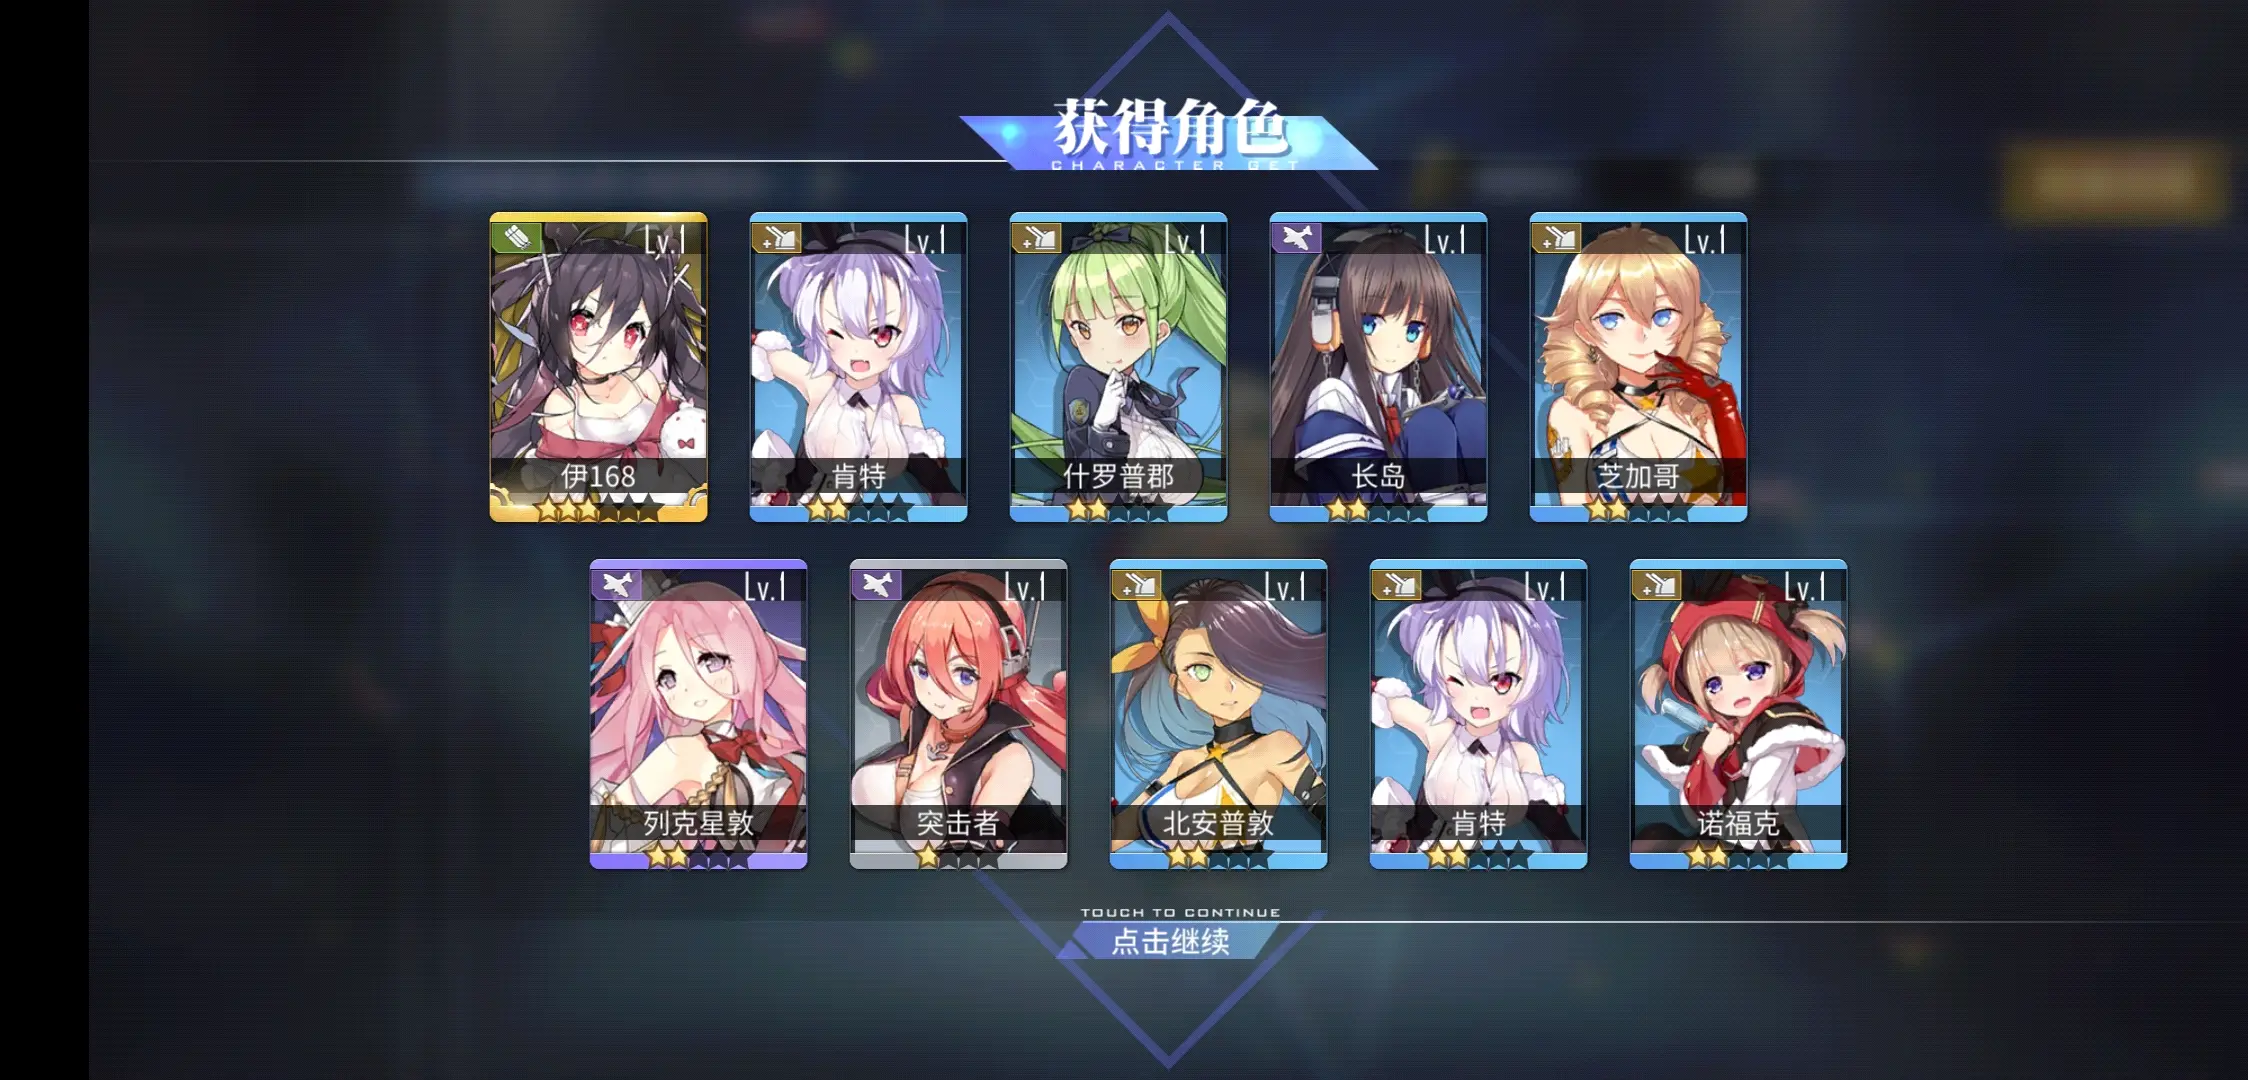 获得角色
CHARACTER GET
Lv.1
Lv.1
Lv.1
Lv.1
Lv.1
伊168
肯特
什罗普郡
长岛
芝加哥
Lv.1
Lv.1
Lv.1
Lv.1
Lv.1
列克星敦
突击者
北安普敦
肯特
诺福克
TOUCH TO CONTINUE
点击继续